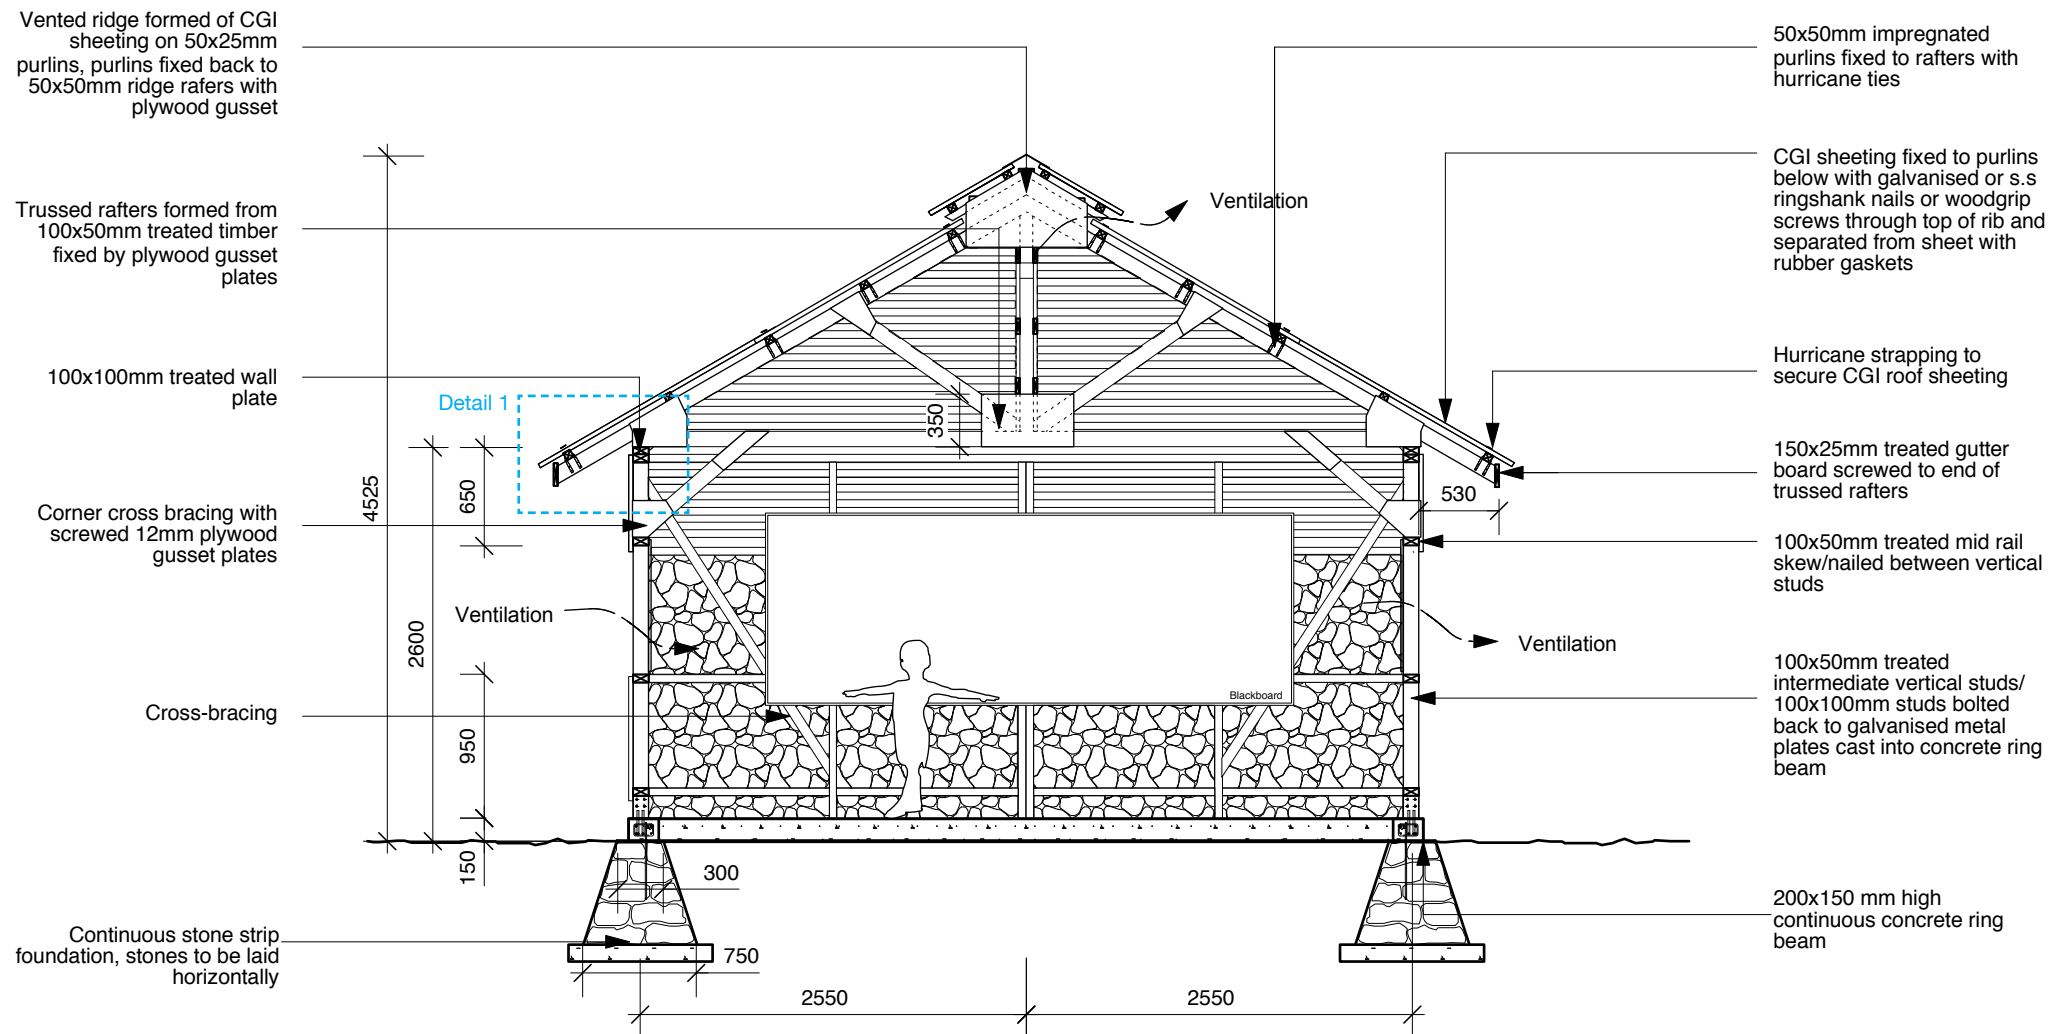 Vented ridge formed of CGI
sheeting on 50x25mm
purlins, purlins fixed back to
50x50mm ridge rafers with
plywood gusset
Trussed rafters formed from
100x50mm treated timber
fixed by plywood gusset
plates
100x100mm treated wall
plate
Corner cross bracing with
screwed 12mm plywood
gusset plates
Cross-bracing
Continuous stone strip
foundation, stones to be laid
horizontally
Detail 1
Ventilation
Ventilation
Ventilation
Blackboard
4525
2600
650
950
150
350
530
300
750
2550
2550
50x50mm impregnated
purlins fixed to rafters with
hurricane ties
CGI sheeting fixed to purlins
below with galvanised or s.s
ringshank nails or woodgrip
screws through top of rib and
separated from sheet with
rubber gaskets
Hurricane strapping to
secure CGI roof sheeting
150x25mm treated gutter
board screwed to end of
trussed rafters
100x50mm treated mid rail
skew/nailed between vertical
studs
100x50mm treated
intermediate vertical studs/
100x100mm studs bolted
back to galvanised metal
plates cast into concrete ring
beam
200x150 mm high
continuous concrete ring
beam